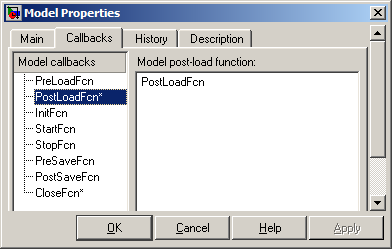 Model Properties
Main
Callbacks
History
Description
Model callbacks
PreLoadFcn
PostLoadFcn*
InitFcn
StartFcn
StopFcn
PreSaveFcn
PostSaveFcn
CloseFcn*
Model post-load function:
PostLoadFcn
OK
Cancel
Help
Apply